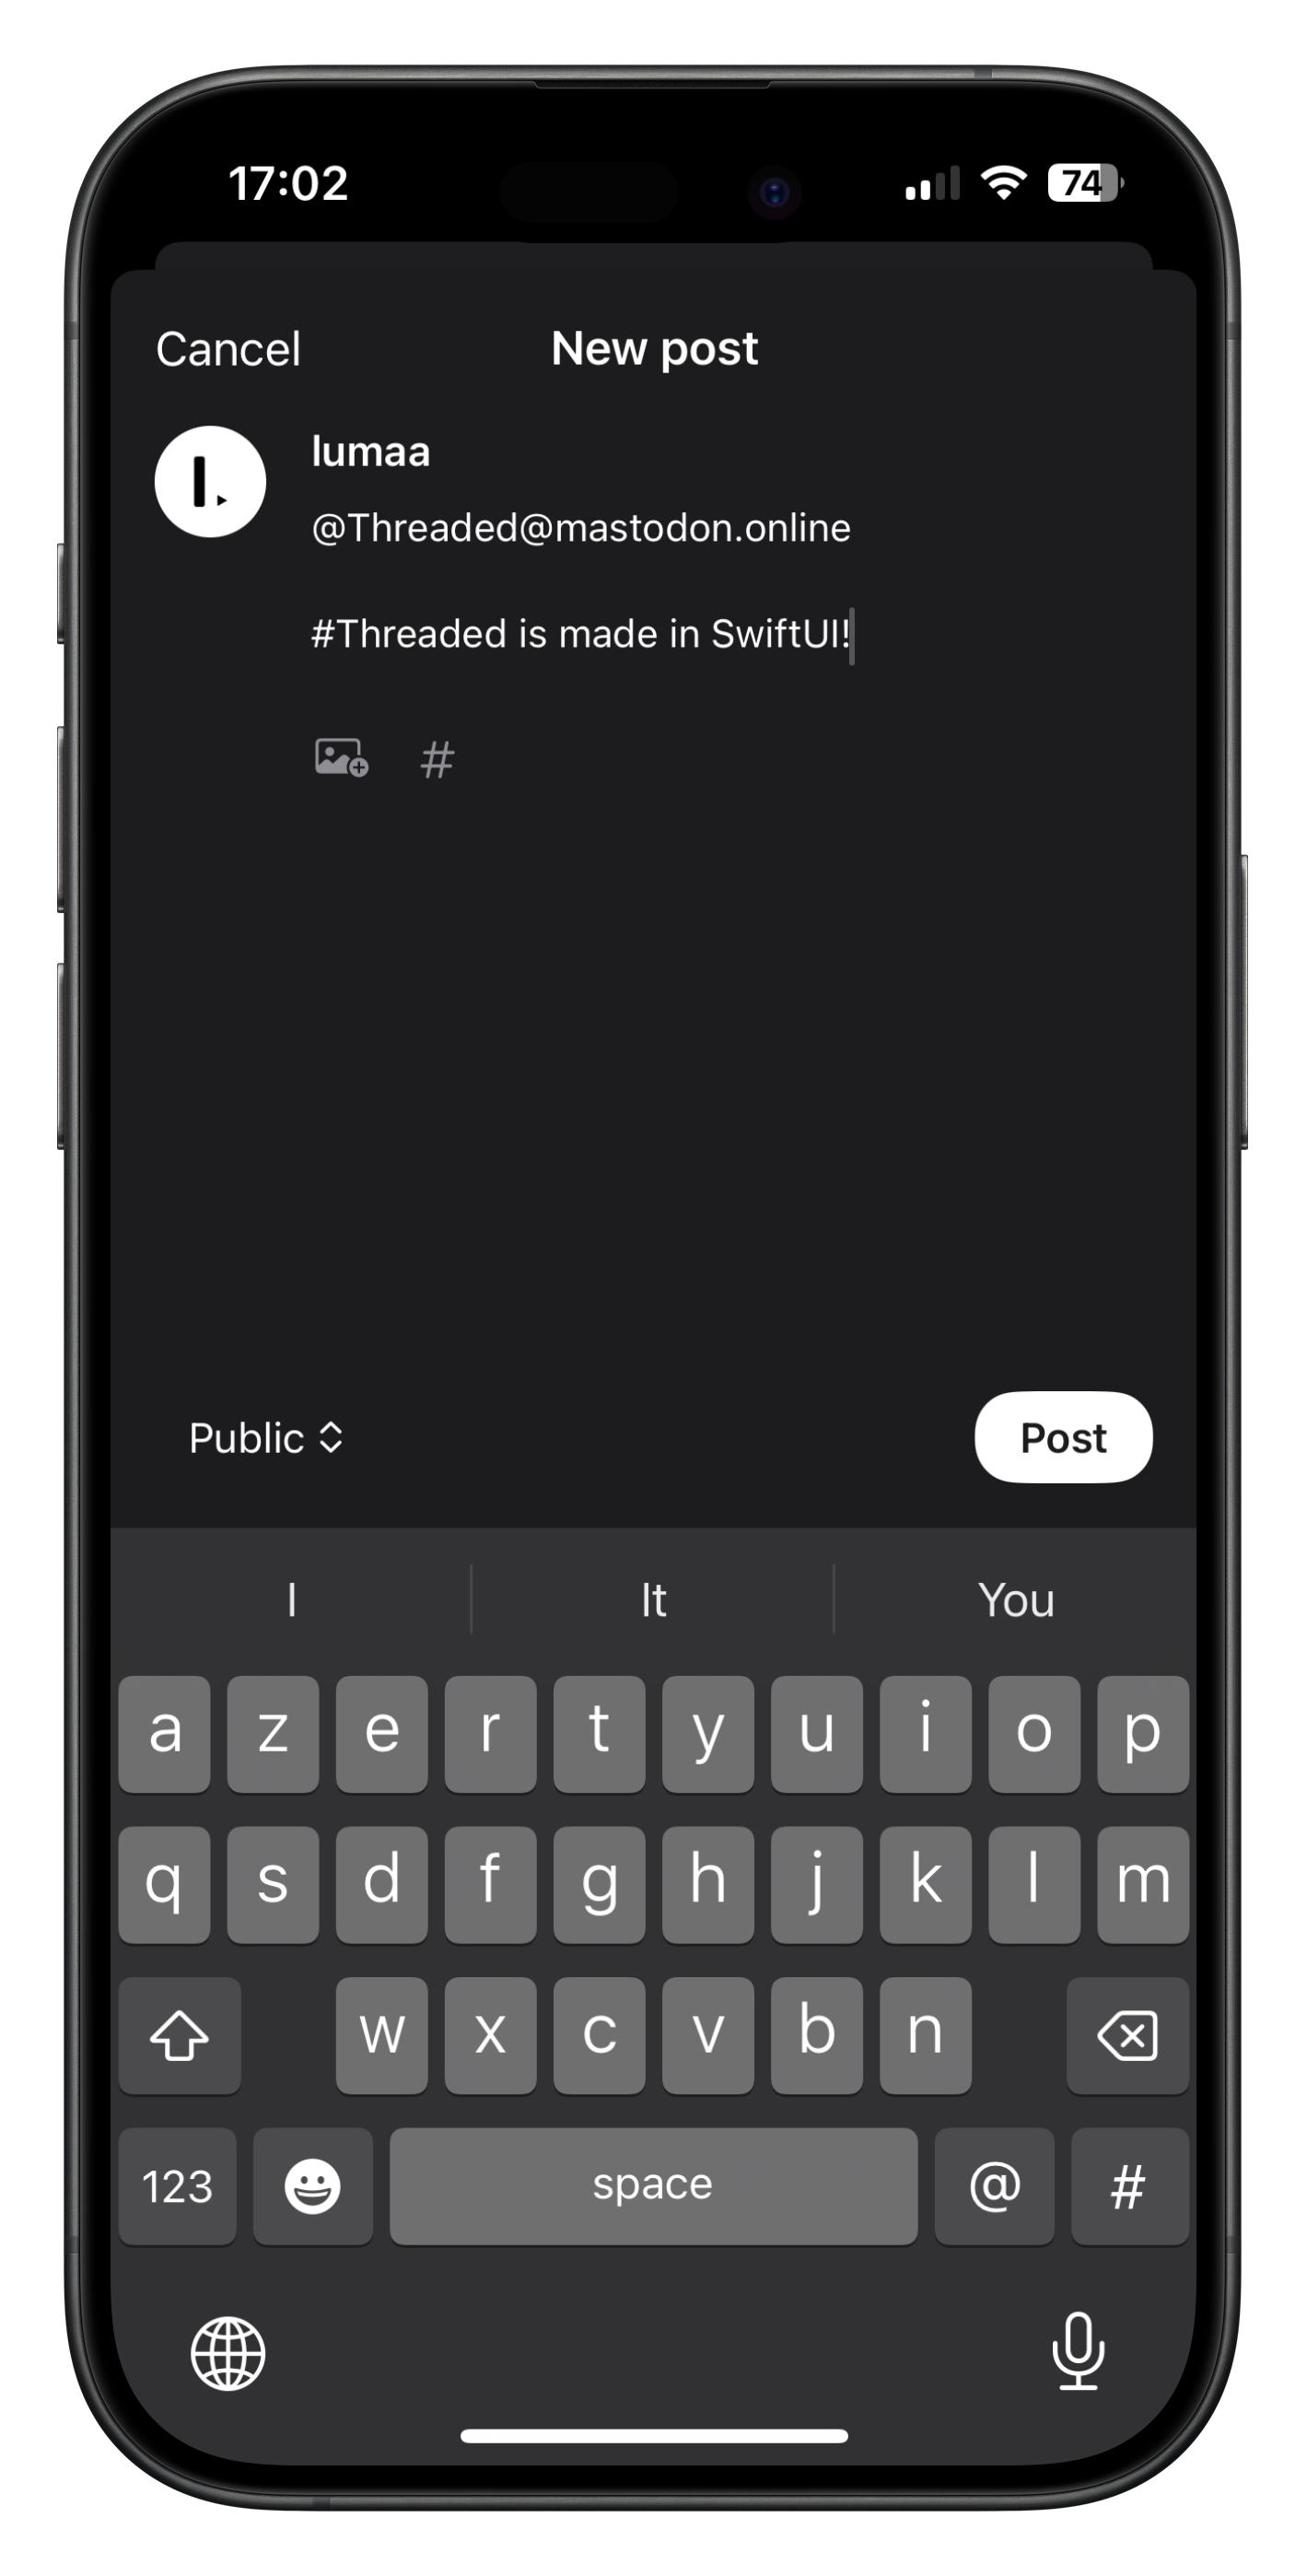 17:02
74
Cancel
New post
l.
lumaa
@Threaded@mastodon.online
#Threaded is made in SwiftUI!
#
Public
Post
I
It
You
a z e r t y u i o p
q s d f g h j k l m
w x c v b n
123
space
@
#